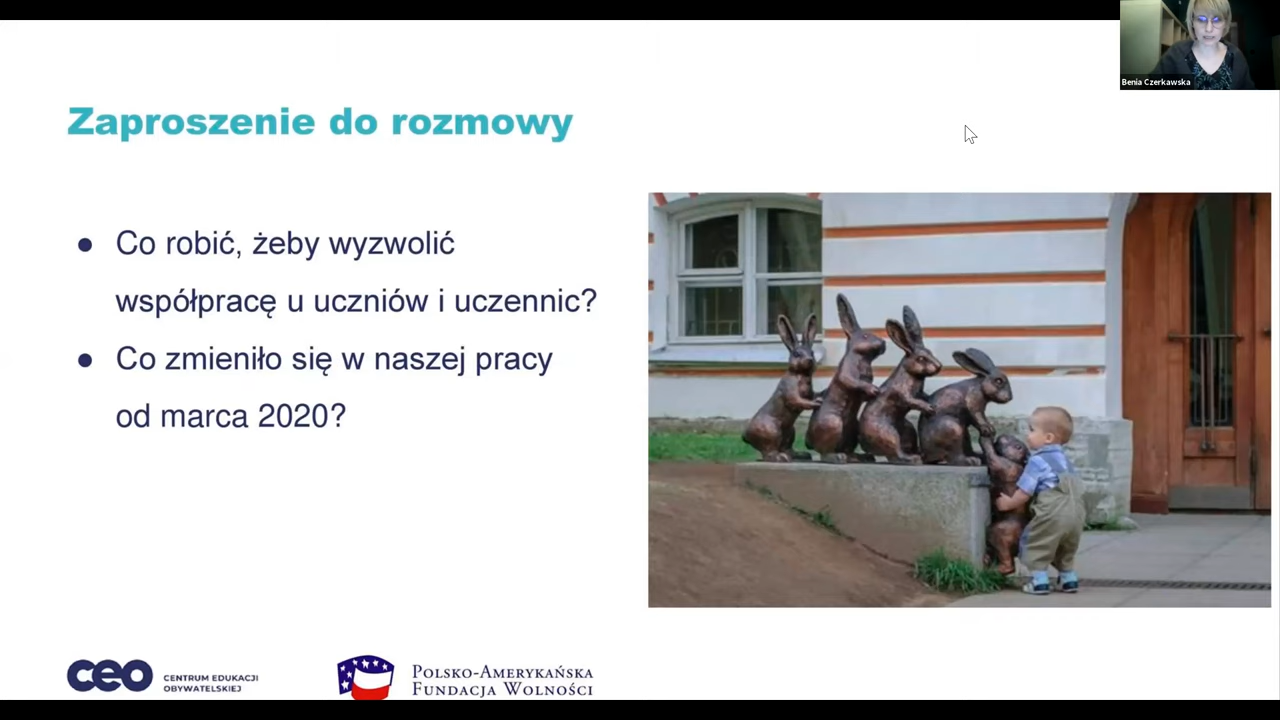 Benia Czerkawska
Zaproszenie do rozmowy
● Co robić, żeby wyzwolić
współpracę u uczniów i uczennic?
● Co zmieniło się w naszej pracy
od marca 2020?
ceo CENTRUM EDUKACJI
OBYWATELSKIEJ
POLSKO-AMERYKAŃSKA
FUNDACJA WOLNOŚCI